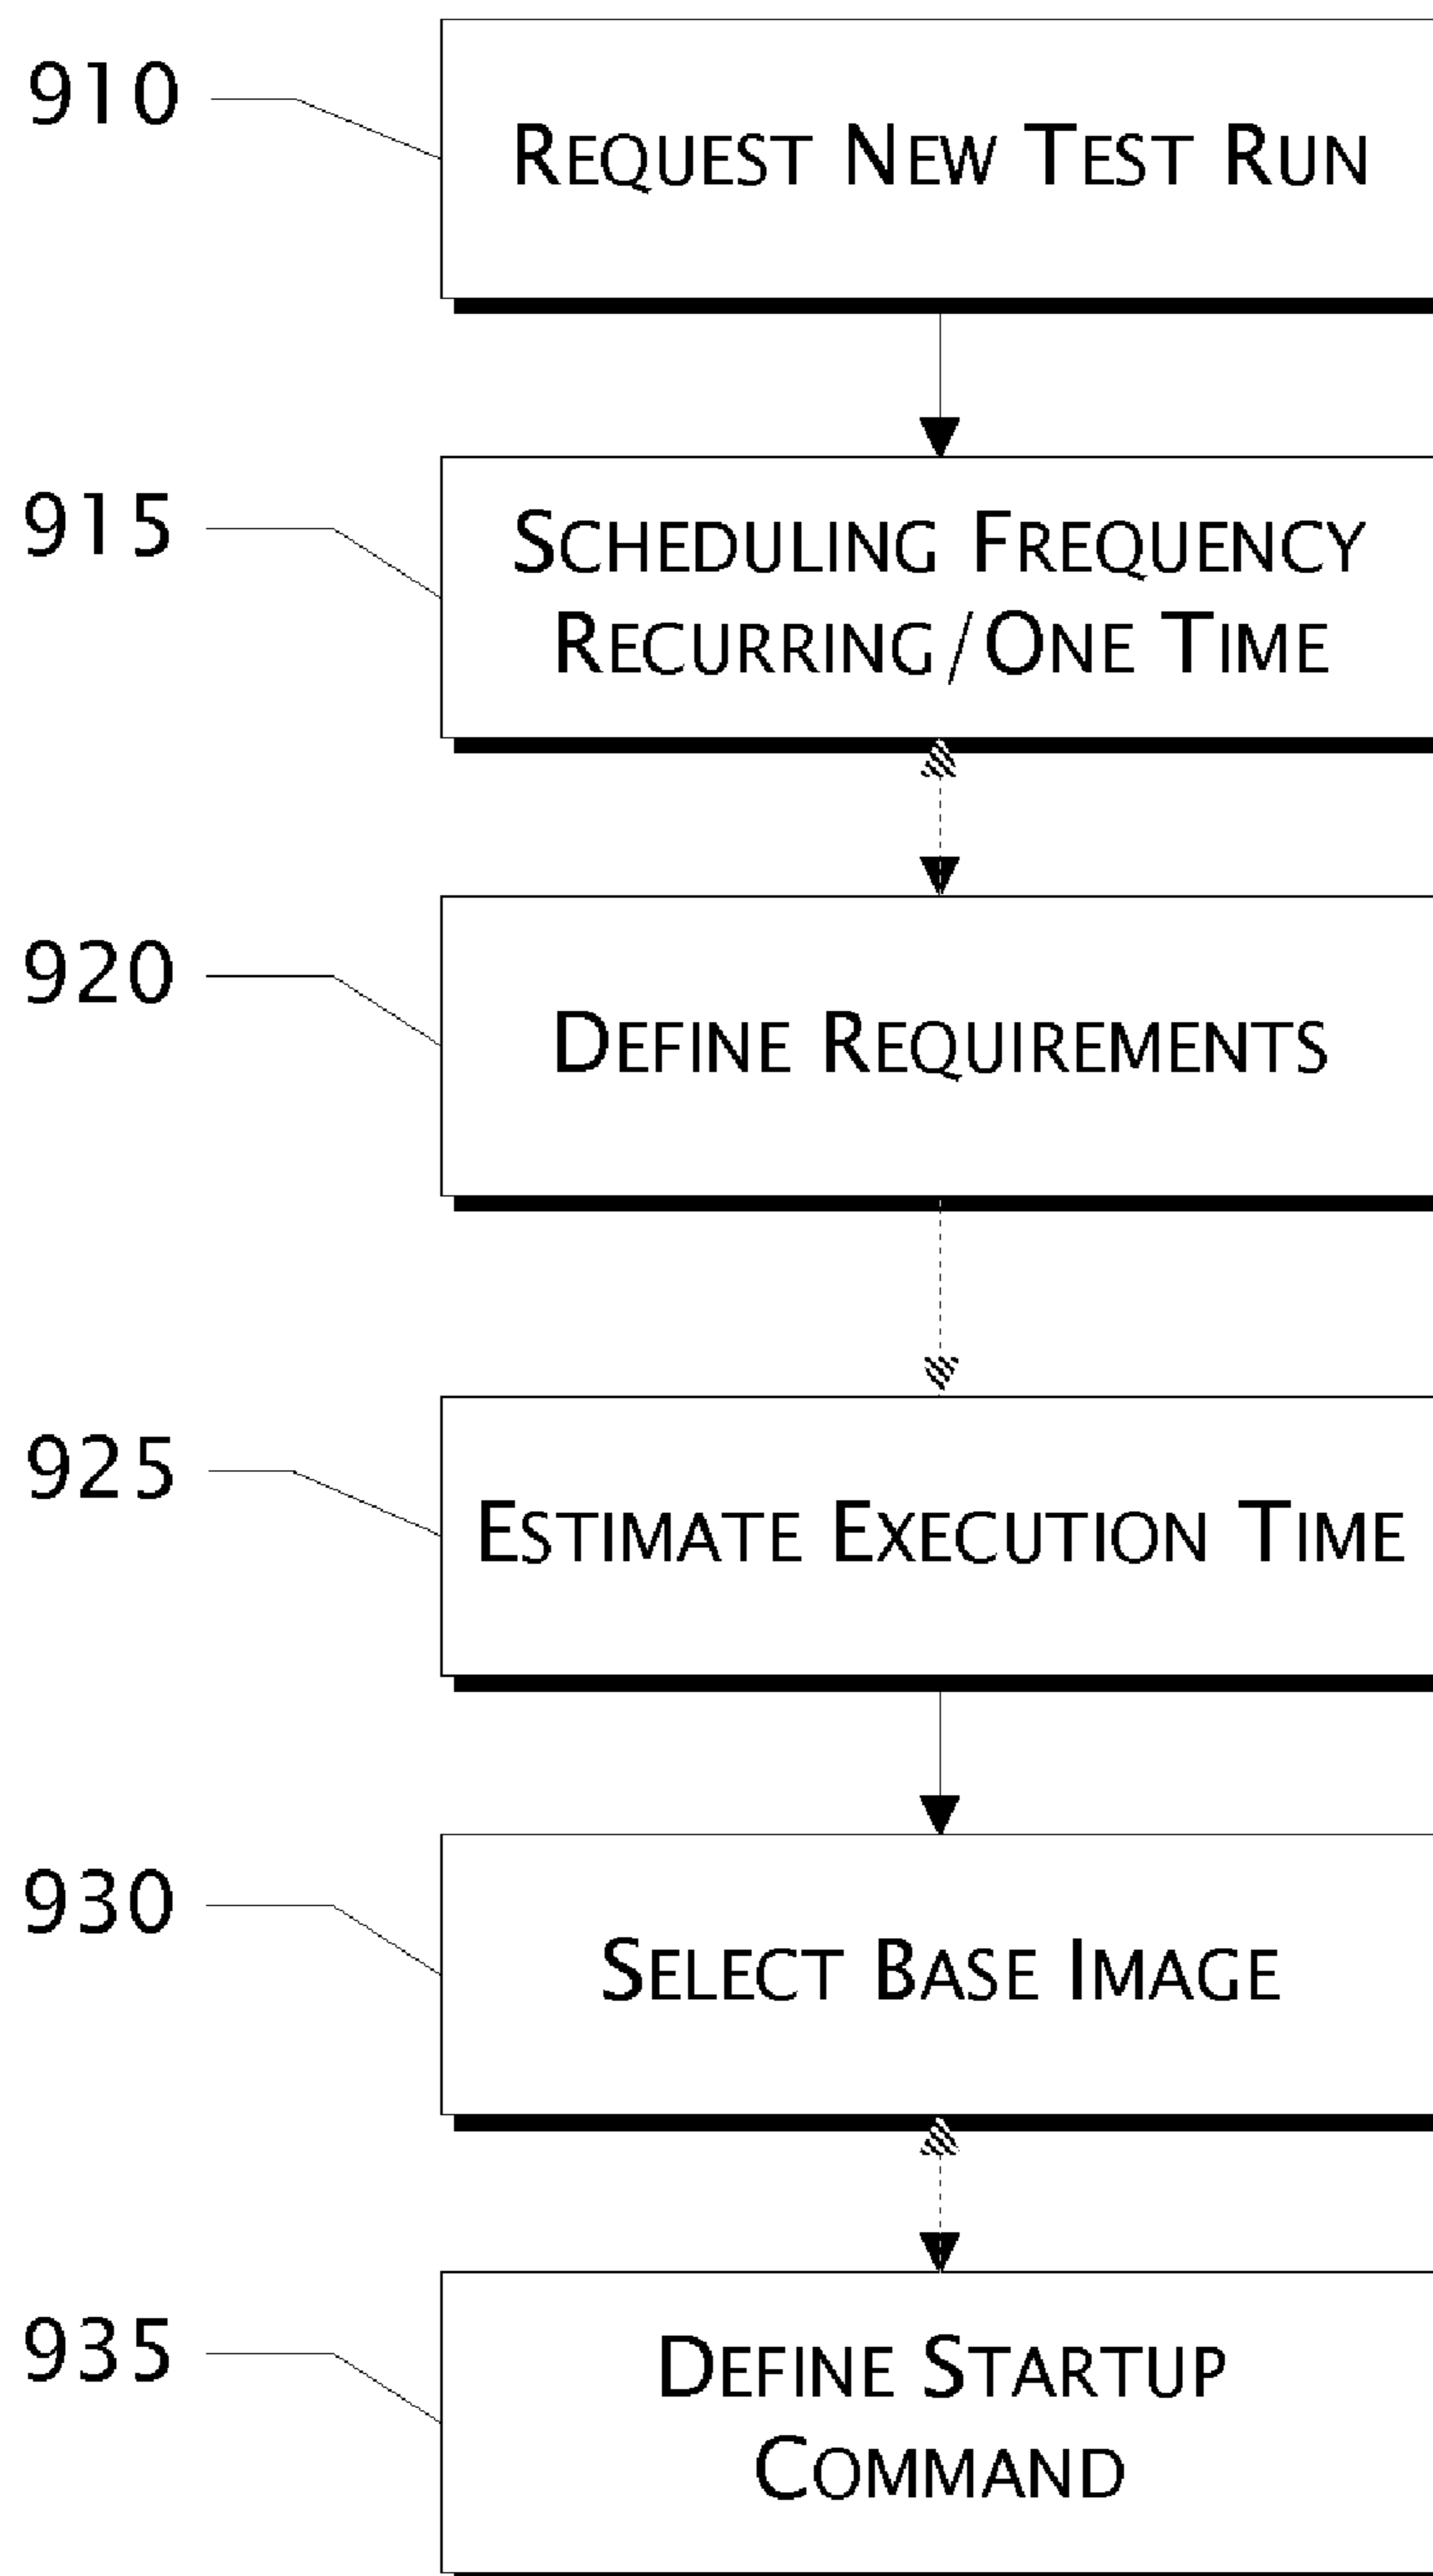 910
REQUEST NEW TEST RUN
915
SCHEDULING FREQUENCY
RECURRING/ONE TIME
920
DEFINE REQUIREMENTS
925
ESTIMATE EXECUTION TIME
930
SELECT BASE IMAGE
935
DEFINE STARTUP
COMMAND